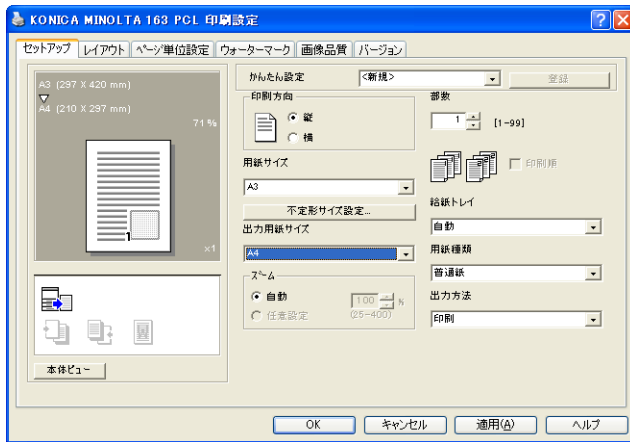 KONICA MINOLTA 163 PCL 印刷設定
セットアップ レイアウト ページ単位設定 ウォーターマーク 画像品質 バージョン
A3 (297 X 420 mm)
A4 (210 X 297 mm)
71 %
1
x1
本体ビュー
かんたん設定 <新規> 登録
印刷方向
縦
横
用紙サイズ
A3
不定形サイズ設定...
出力用紙サイズ
A4
ズーム
自動
任意設定
100 %
(25-400)
部数
1 [1-99]
印刷順
給紙トレイ
自動
用紙種類
普通紙
出力方法
印刷
OK キャンセル 適用(A) ヘルプ